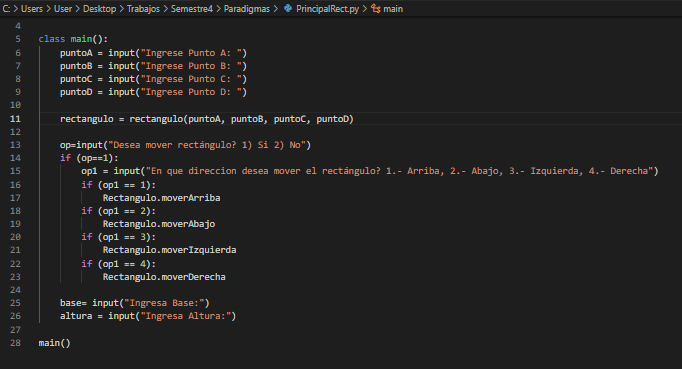 C: > Users > User > Desktop > Trabajos > Semestre4 > Paradigmas > PrincipalRect.py > main
4
5 class main():
6 puntoA = input("Ingrese Punto A: ")
7 puntoB = input("Ingrese Punto B: ")
8 puntoC = input("Ingrese Punto C: ")
9 puntoD = input("Ingrese Punto D: ")
10
11 rectangulo = rectangulo(puntoA, puntoB, puntoC, puntoD)
12
13 op=input("Desea mover rectángulo? 1) Si 2) No")
14 if (op==1):
15 op1 = input("En que direccion desea mover el rectángulo? 1.- Arriba, 2.- Abajo, 3.- Izquierda, 4.- Derecha")
16 if (op1 == 1):
17 Rectangulo.moverArriba
18 if (op1 == 2):
19 Rectangulo.moverAbajo
20 if (op1 == 3):
21 Rectangulo.moverIzquierda
22 if (op1 == 4):
23 Rectangulo.moverDerecha
24
25 base= input("Ingresa Base:")
26 altura = input("Ingresa Altura:")
27
28 main()